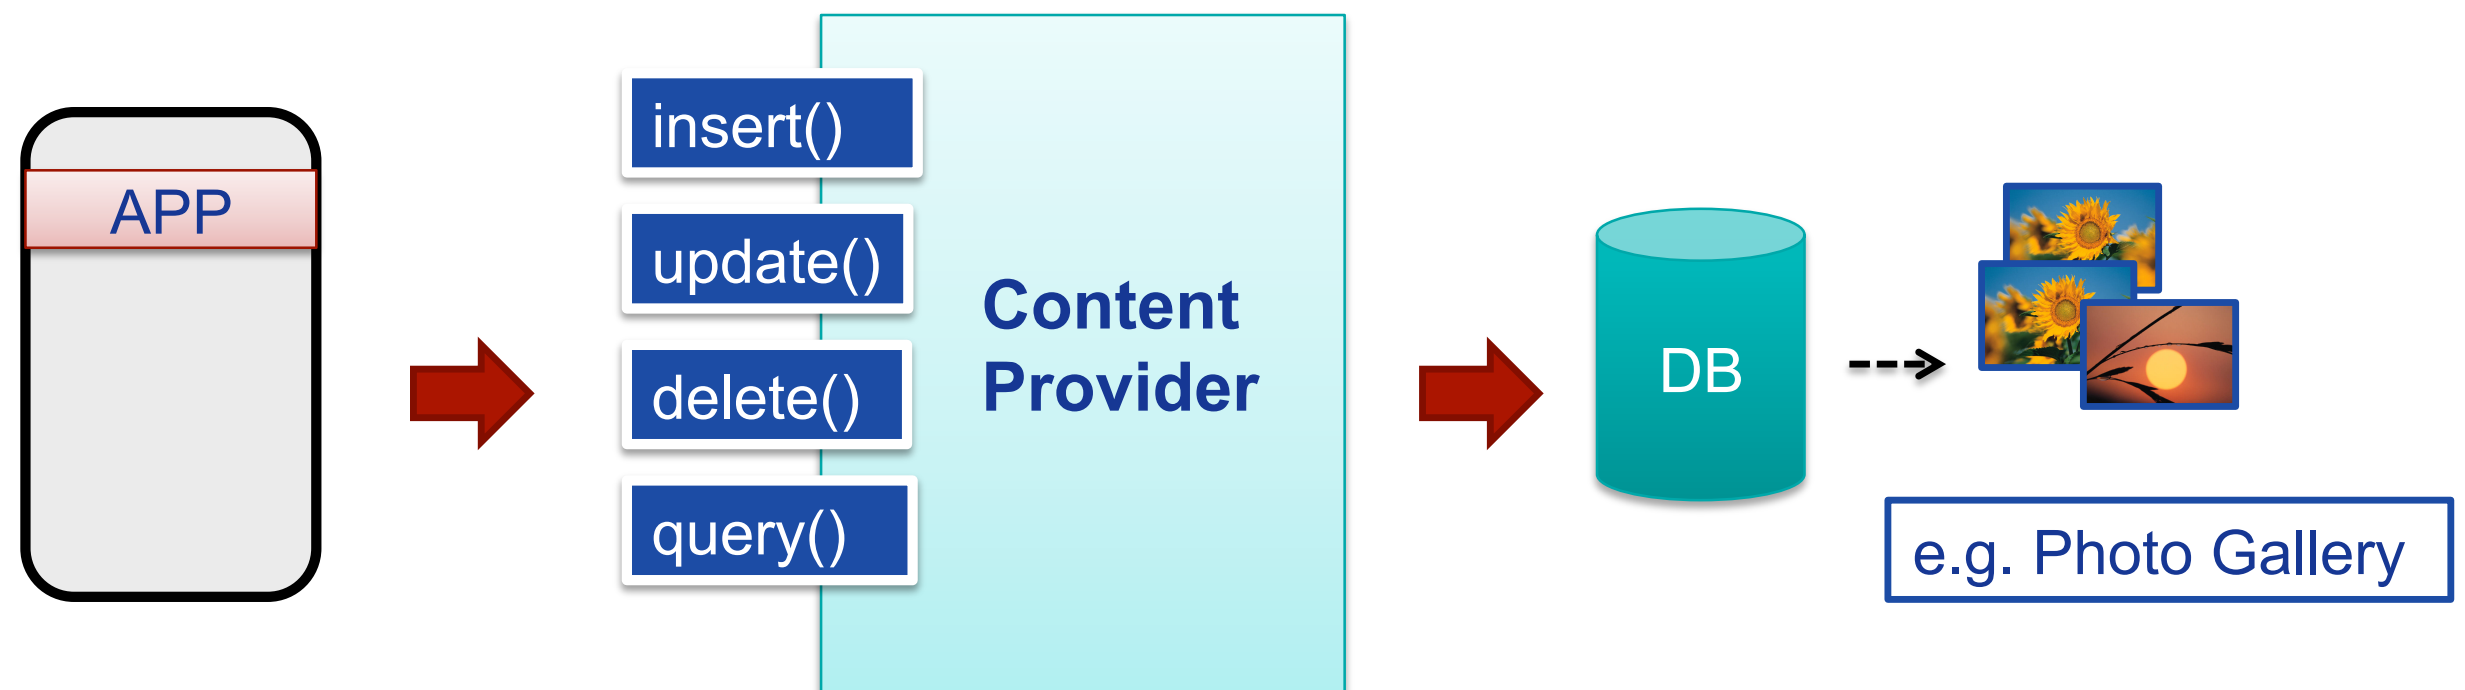 APP
insert()
update()
delete()
query()
Content
Provider
DB
e.g. Photo Gallery